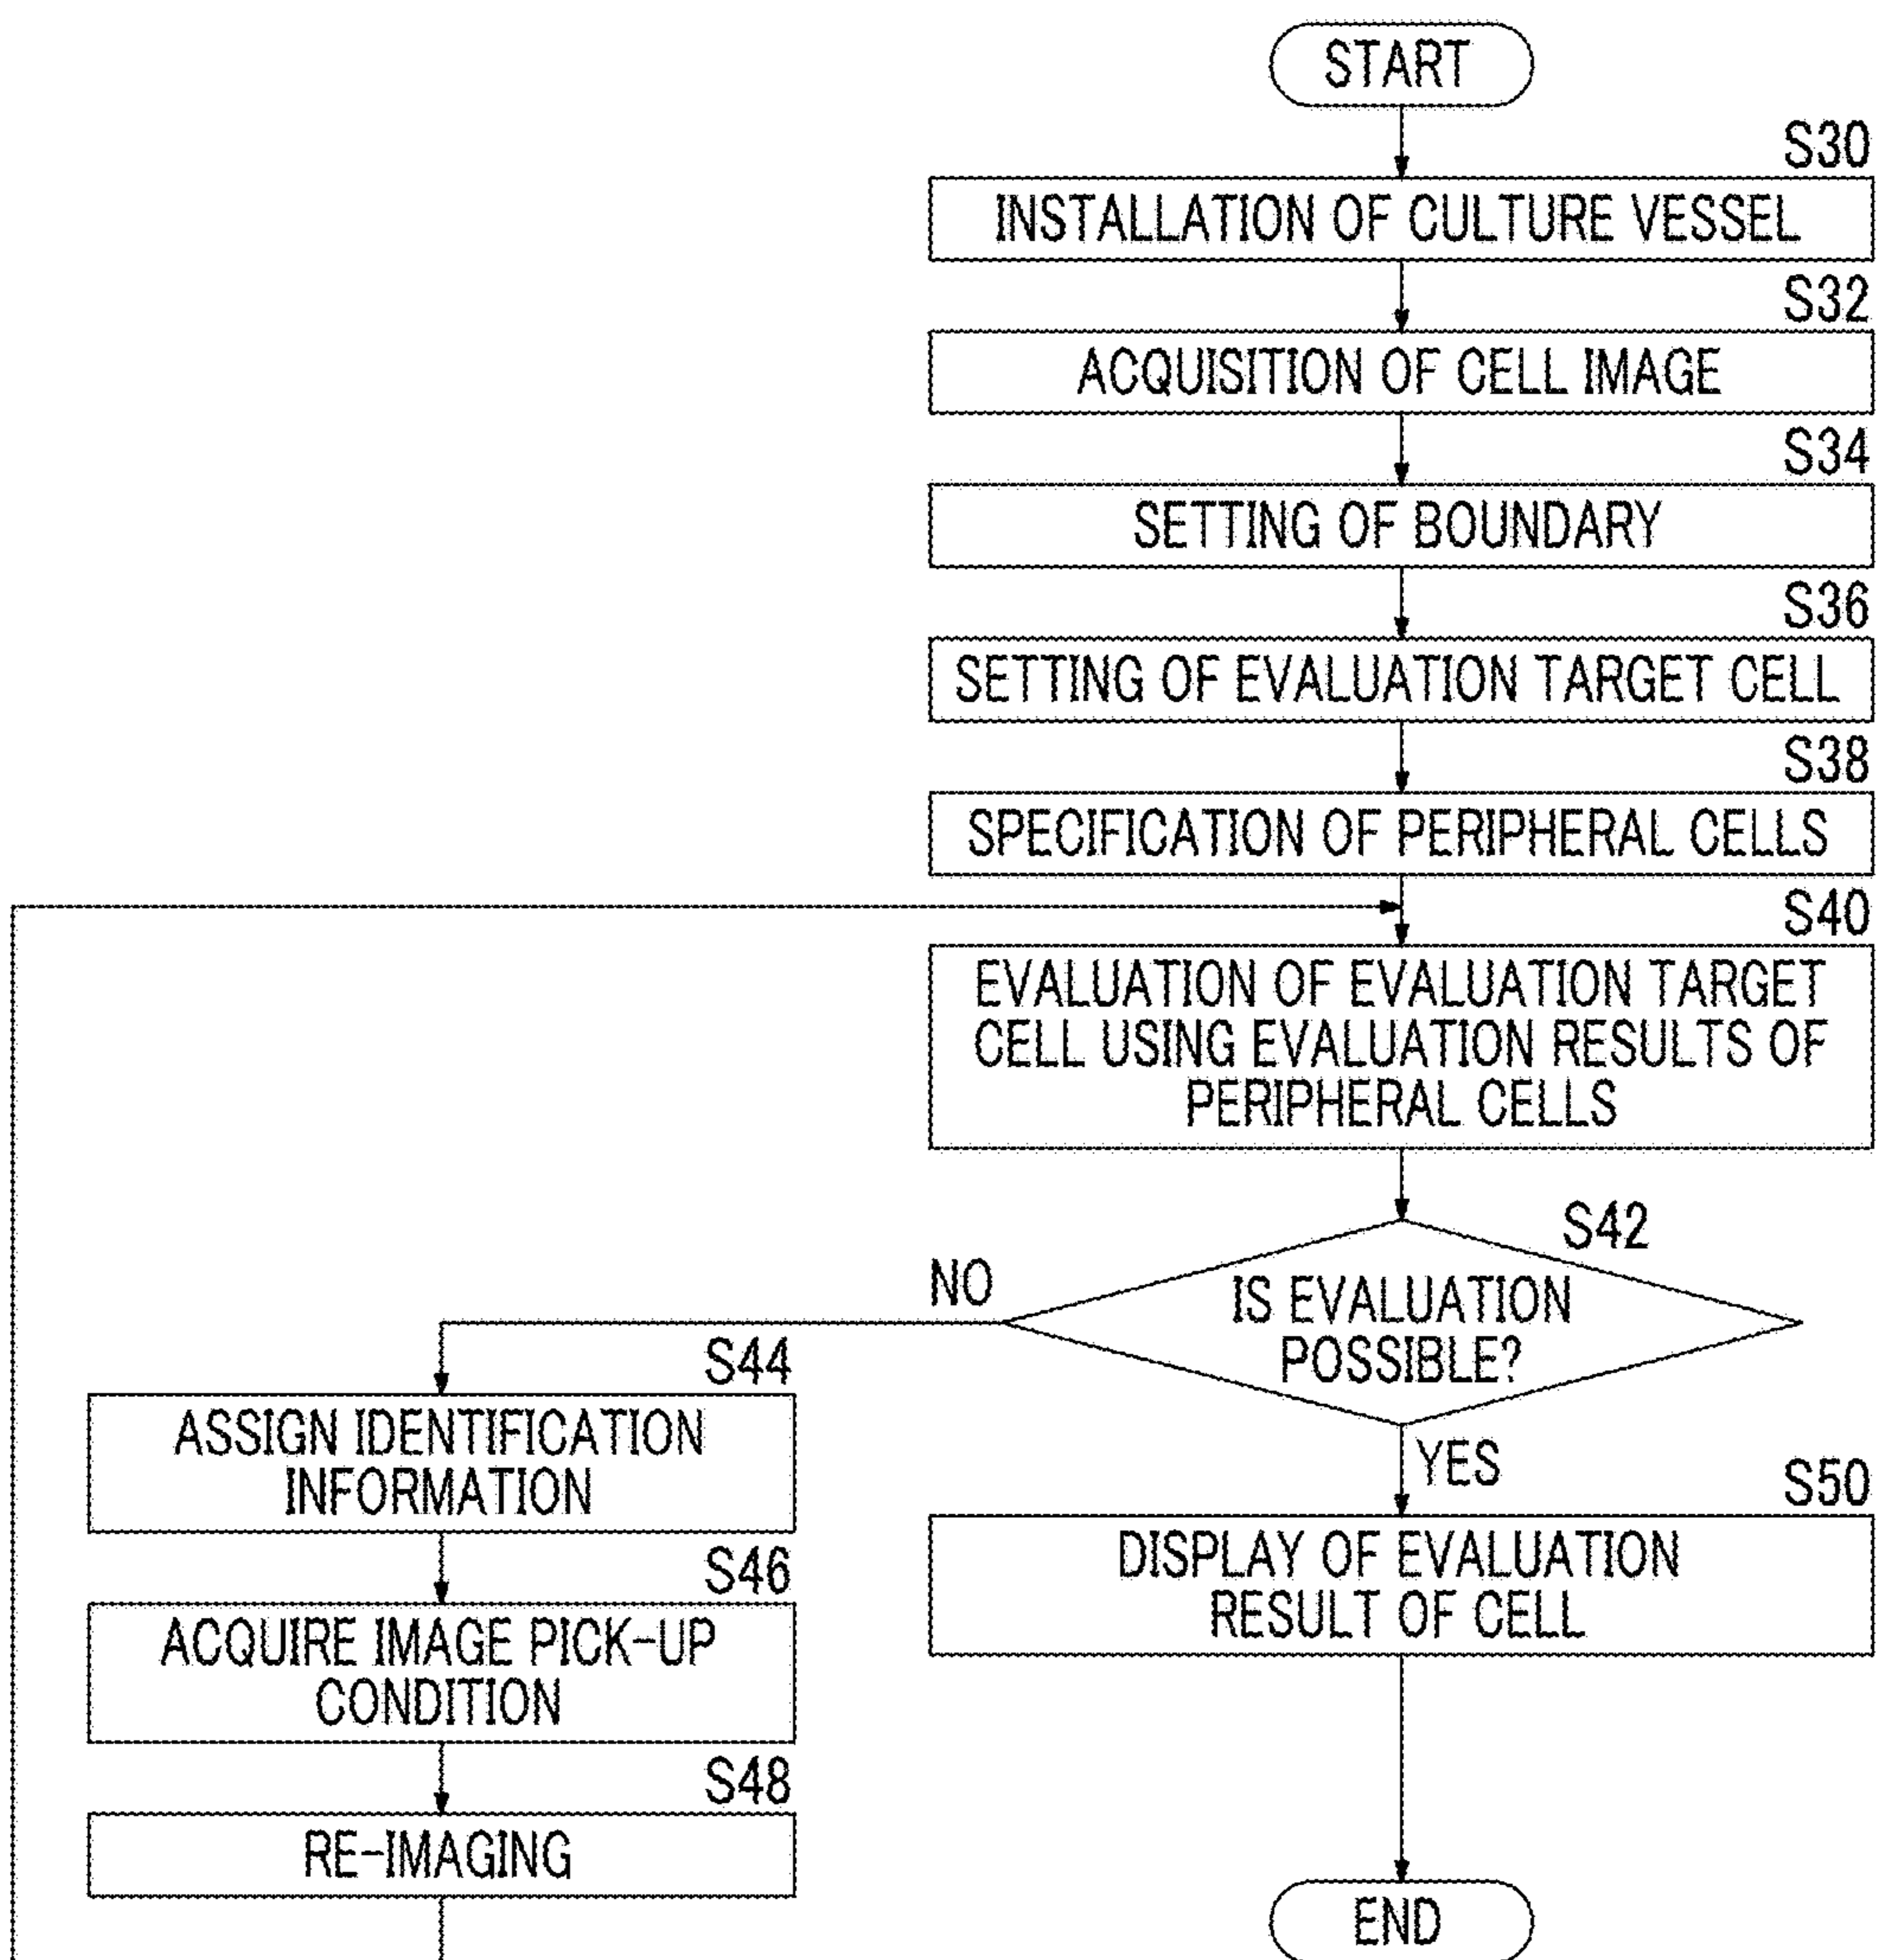 START
S30
INSTALLATION OF CULTURE VESSEL
S32
ACQUISITION OF CELL IMAGE
S34
SETTING OF BOUNDARY
S36
SETTING OF EVALUATION TARGET CELL
S38
SPECIFICATION OF PERIPHERAL CELLS
S40
EVALUATION OF EVALUATION TARGET
CELL USING EVALUATION RESULTS OF
PERIPHERAL CELLS
S42
IS EVALUATION
POSSIBLE?
NO
S44
ASSIGN IDENTIFICATION
INFORMATION
S46
ACQUIRE IMAGE PICK-UP
CONDITION
S48
RE-IMAGING
YES
S50
DISPLAY OF EVALUATION
RESULT OF CELL
END